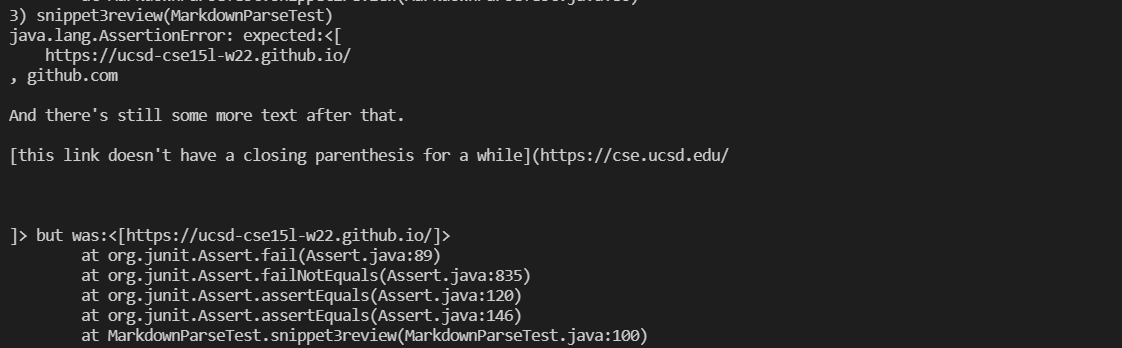 3) snippet3review(MarkdownParseTest)
java.lang.AssertionError: expected:<[
    https://ucsd-cse15l-w22.github.io/
, github.com
And there's still some more text after that.
[this link doesn't have a closing parenthesis for a while](https://cse.ucsd.edu/
]> but was:<[https://ucsd-cse15l-w22.github.io/]>
        at org.junit.Assert.fail(Assert.java:89)
        at org.junit.Assert.failNotEquals(Assert.java:835)
        at org.junit.Assert.assertEquals(Assert.java:120)
        at org.junit.Assert.assertEquals(Assert.java:146)
        at MarkdownParseTest.snippet3review(MarkdownParseTest.java:100)